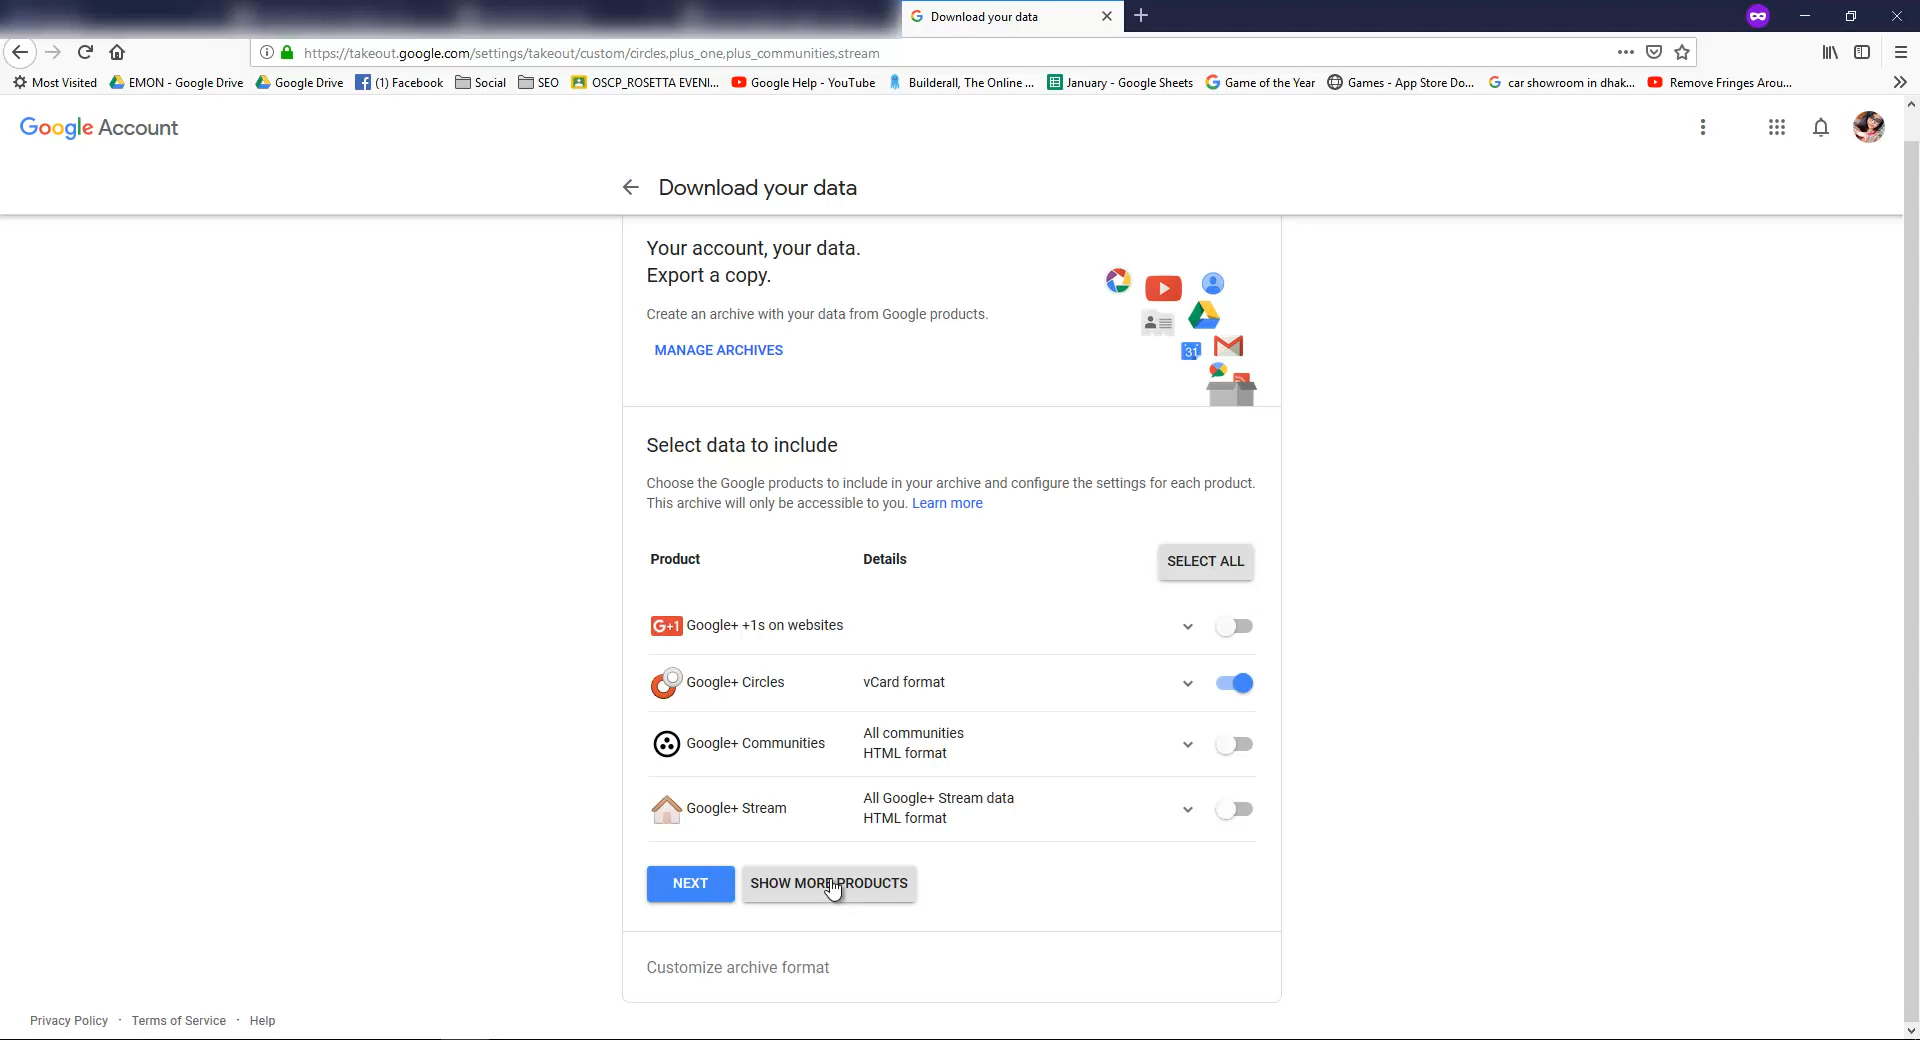 Download your data
https://takeout.google.com/settings/takeout/custom/circles,plus_one,plus_communities,stream
Most Visited EMON - Google Drive Google Drive (1) Facebook Social SEO OSCP_ROSETTA EVENI... Google Help - YouTube Builderall, The Online ... January - Google Sheets Game of the Year Games - App Store Do... car showroom in dhak... Remove Fringes Arou...
Google Account
Download your data
Your account, your data.
Export a copy.
Create an archive with your data from Google products.
MANAGE ARCHIVES
31
Select data to include
Choose the Google products to include in your archive and configure the settings for each product.
This archive will only be accessible to you. Learn more
Product Details SELECT ALL
G+1 Google+ +1s on websites
Google+ Circles vCard format
Google+ Communities All communities
HTML format
Google+ Stream All Google+ Stream data
HTML format
NEXT SHOW MORE PRODUCTS
Customize archive format
Privacy Policy · Terms of Service · Help